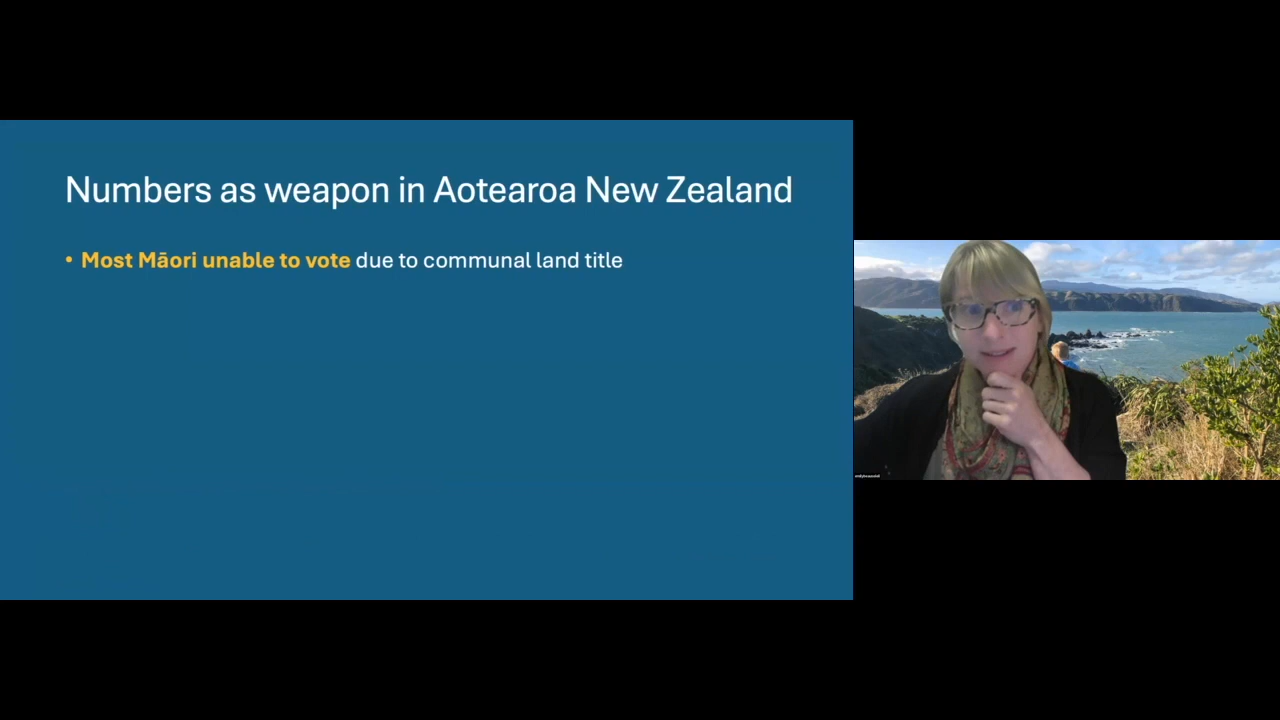 Numbers as weapon in Aotearoa New Zealand
• Most Māori unable to vote due to communal land title